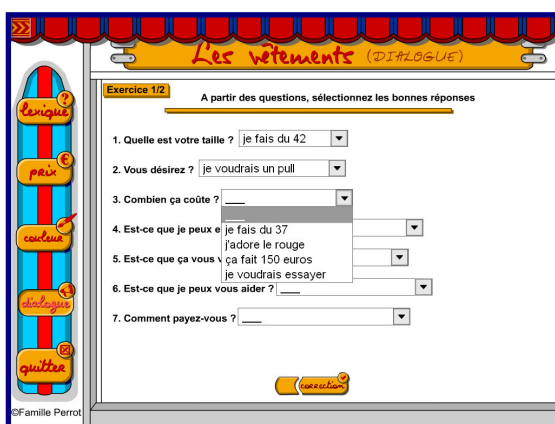 Les vêtements (DIALOGUE)
Exercice 1/2
A partir des questions, sélectionnez les bonnes réponses
lexique ?
prix €
couleur
dialogue
quitter
1. Quelle est votre taille ? je fais du 42
2. Vous désirez ? je voudrais un pull
3. Combien ça coûte ? ___
___
je fais du 37
j'adore le rouge
ça fait 150 euros
je voudrais essayer
4. Est-ce que je peux e
5. Est-ce que ça vous v
6. Est-ce que je peux vous aider ? ___
7. Comment payez-vous ? ___
correction
©Famille Perrot